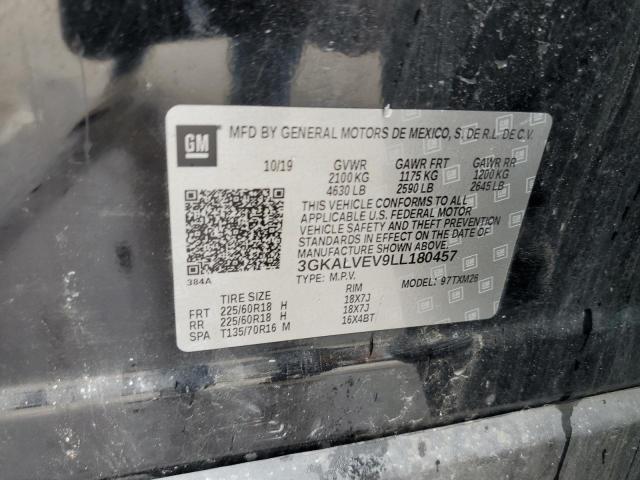 GM MFD BY GENERAL MOTORS DE MEXICO, S. DE R.L. DE C.V.
10/19 GVWR GAWR FRT GAWR RR
2100 KG 1175 KG 1200 KG
4630 LB 2590 LB 2645 LB
THIS VEHICLE CONFORMS TO ALL
APPLICABLE U.S. FEDERAL MOTOR
VEHICLE SAFETY AND THEFT PREVENTION
STANDARDS IN EFFECT ON THE DATE OF
MANUFACTURE SHOWN ABOVE.
3GKALVEV9LL180457
384A TYPE: M.P.V. MODEL: 97TXM26
TIRE SIZE RIM
FRT 225/60R18 H 18X7J
RR 225/60R18 H 18X7J
SPA T135/70R16 M 16X4BT